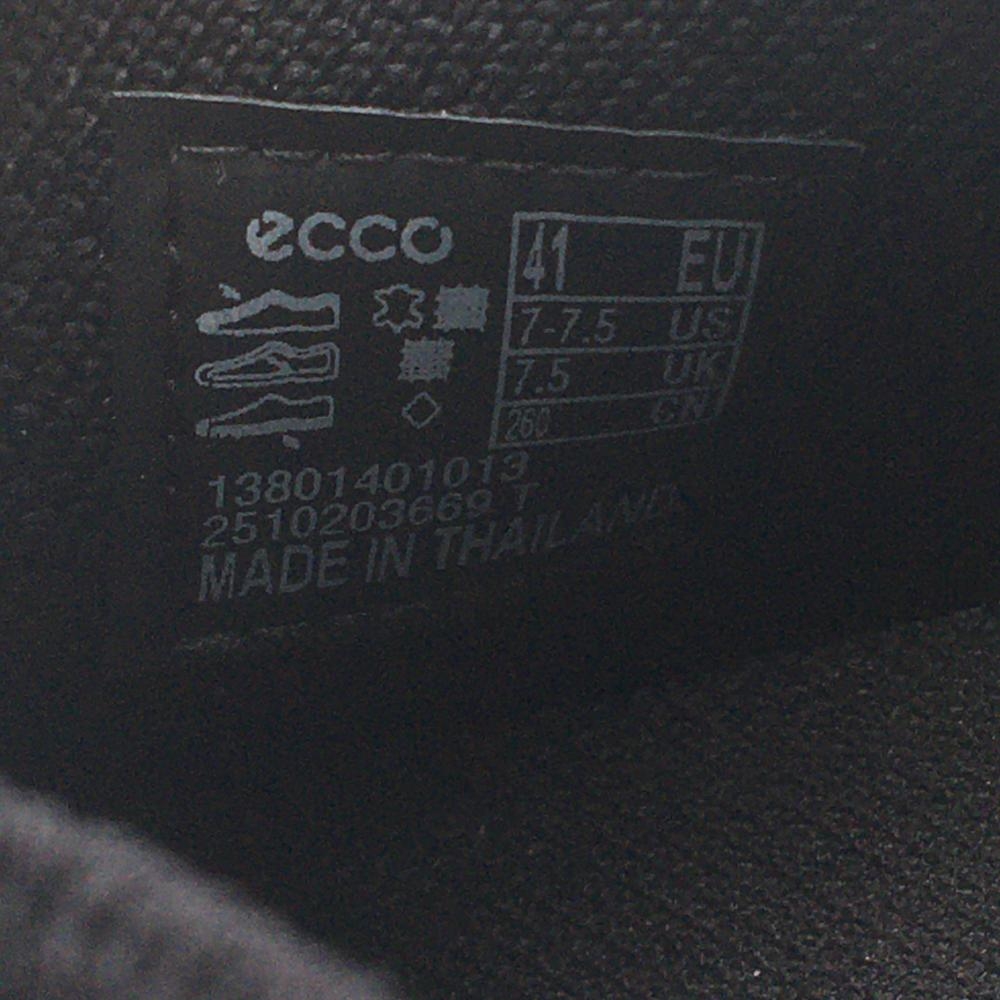 ecco
41 EU
7-7.5 US
7.5 UK
260 CN
13801401013
2510203669 T
MADE IN THAILAND